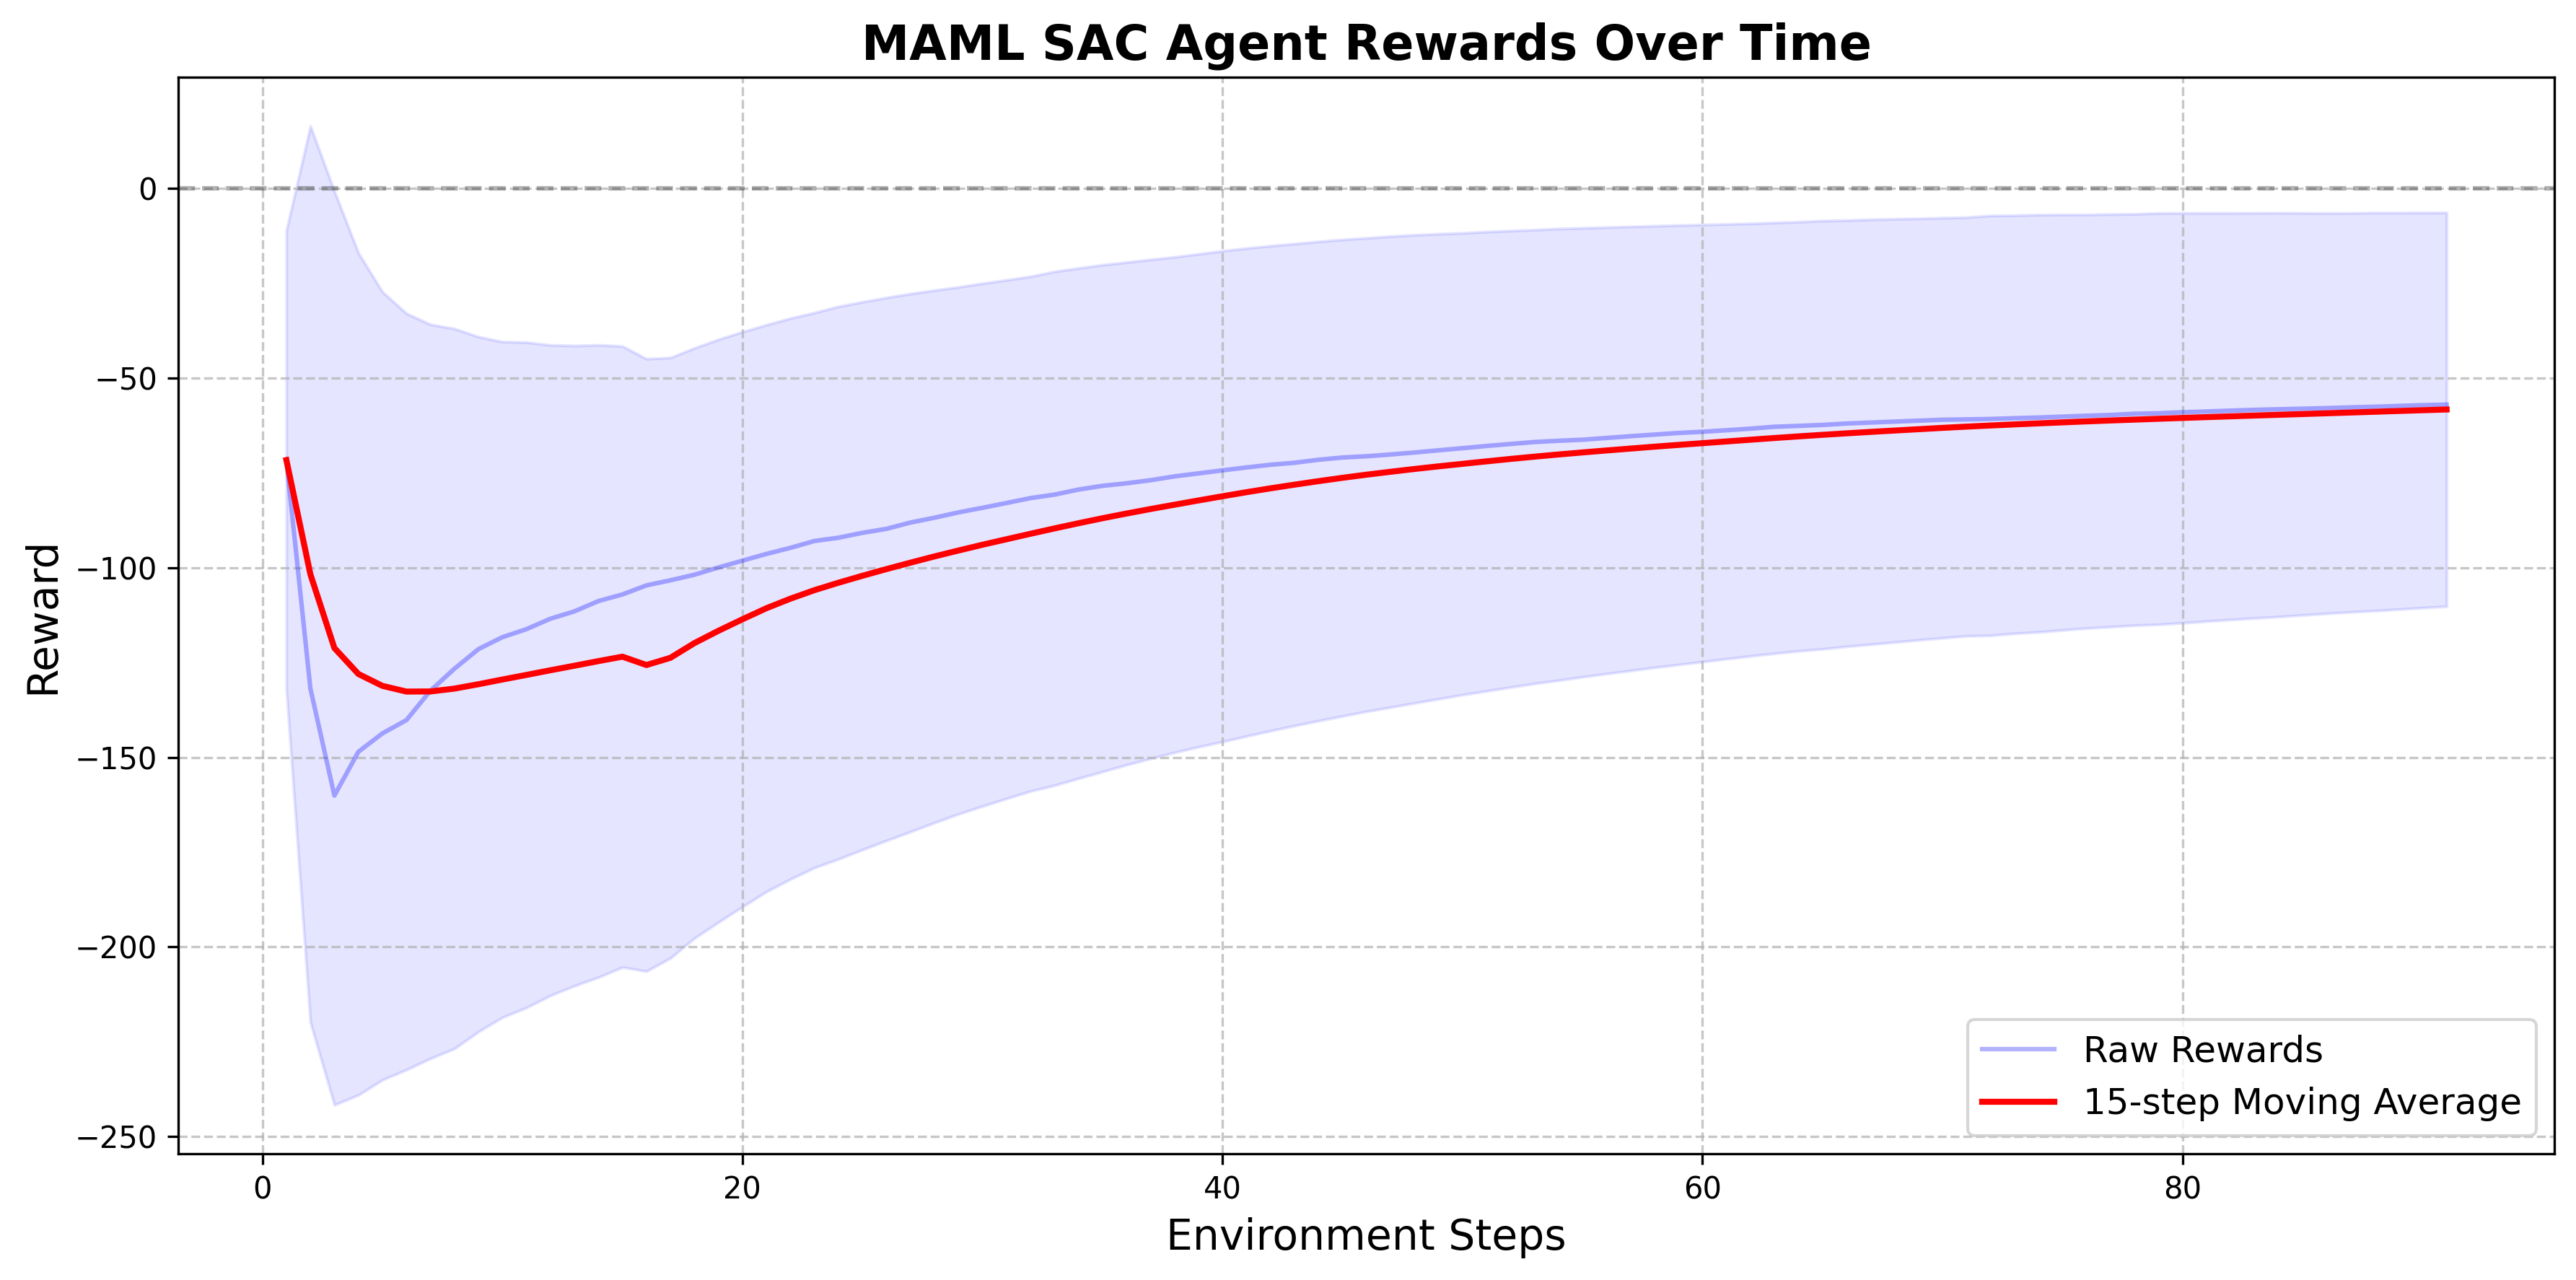 MAML SAC Agent Rewards Over Time
Reward
0
−50
−100
−150
−200
−250
0
20
40
60
80
Environment Steps
Raw Rewards
15-step Moving Average